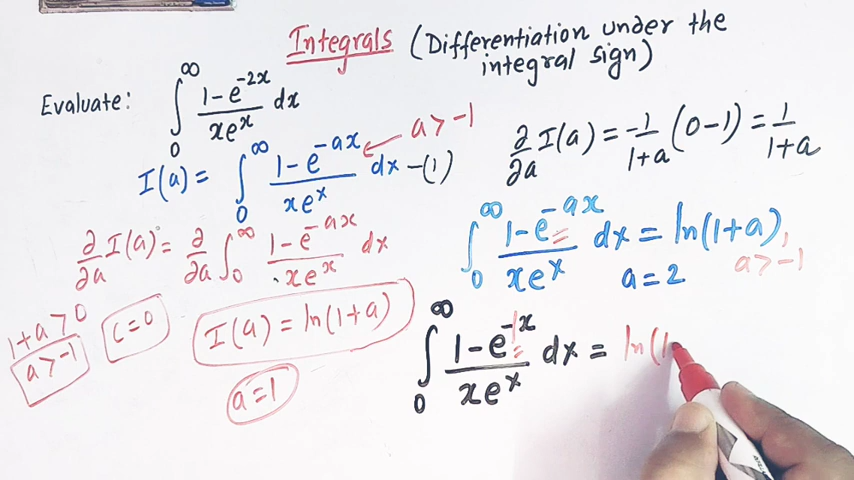 Integrals (Differentiation under the integral sign)
Evaluate: ∫₀^∞ (1-e^{-2x})/(xe^x) dx
I(a) = ∫₀^∞ (1-e^{-ax})/(xe^x) dx -(1)
a > -1
∂/∂a I(a) = ∂/∂a ∫₀^∞ (1-e^{-ax})/(xe^x) dx
1+a > 0
a > -1
c=0
I(a) = ln(1+a)
a=1
∂/∂a I(a) = -1/(1+a) (0-1) = 1/(1+a)
∫₀^∞ (1-e^{-ax})/(xe^x) dx = ln(1+a), a > -1
a=2
∫₀^∞ (1-e^{-1x})/(xe^x) dx = ln(1